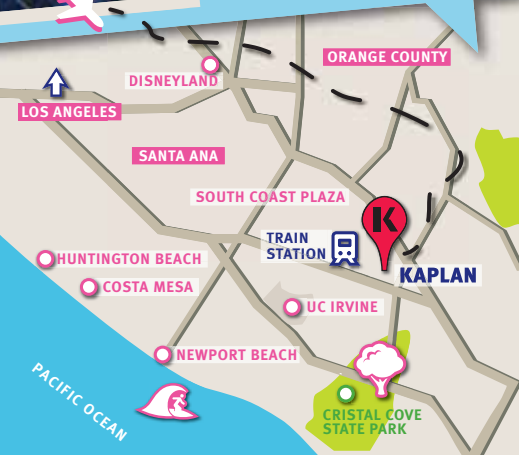 ORANGE COUNTY
DISNEYLAND
LOS ANGELES
SANTA ANA
SOUTH COAST PLAZA
K
TRAIN
STATION
HUNTINGTON BEACH
KAPLAN
COSTA MESA
UC IRVINE
NEWPORT BEACH
PACIFIC OCEAN
CRISTAL COVE
STATE PARK